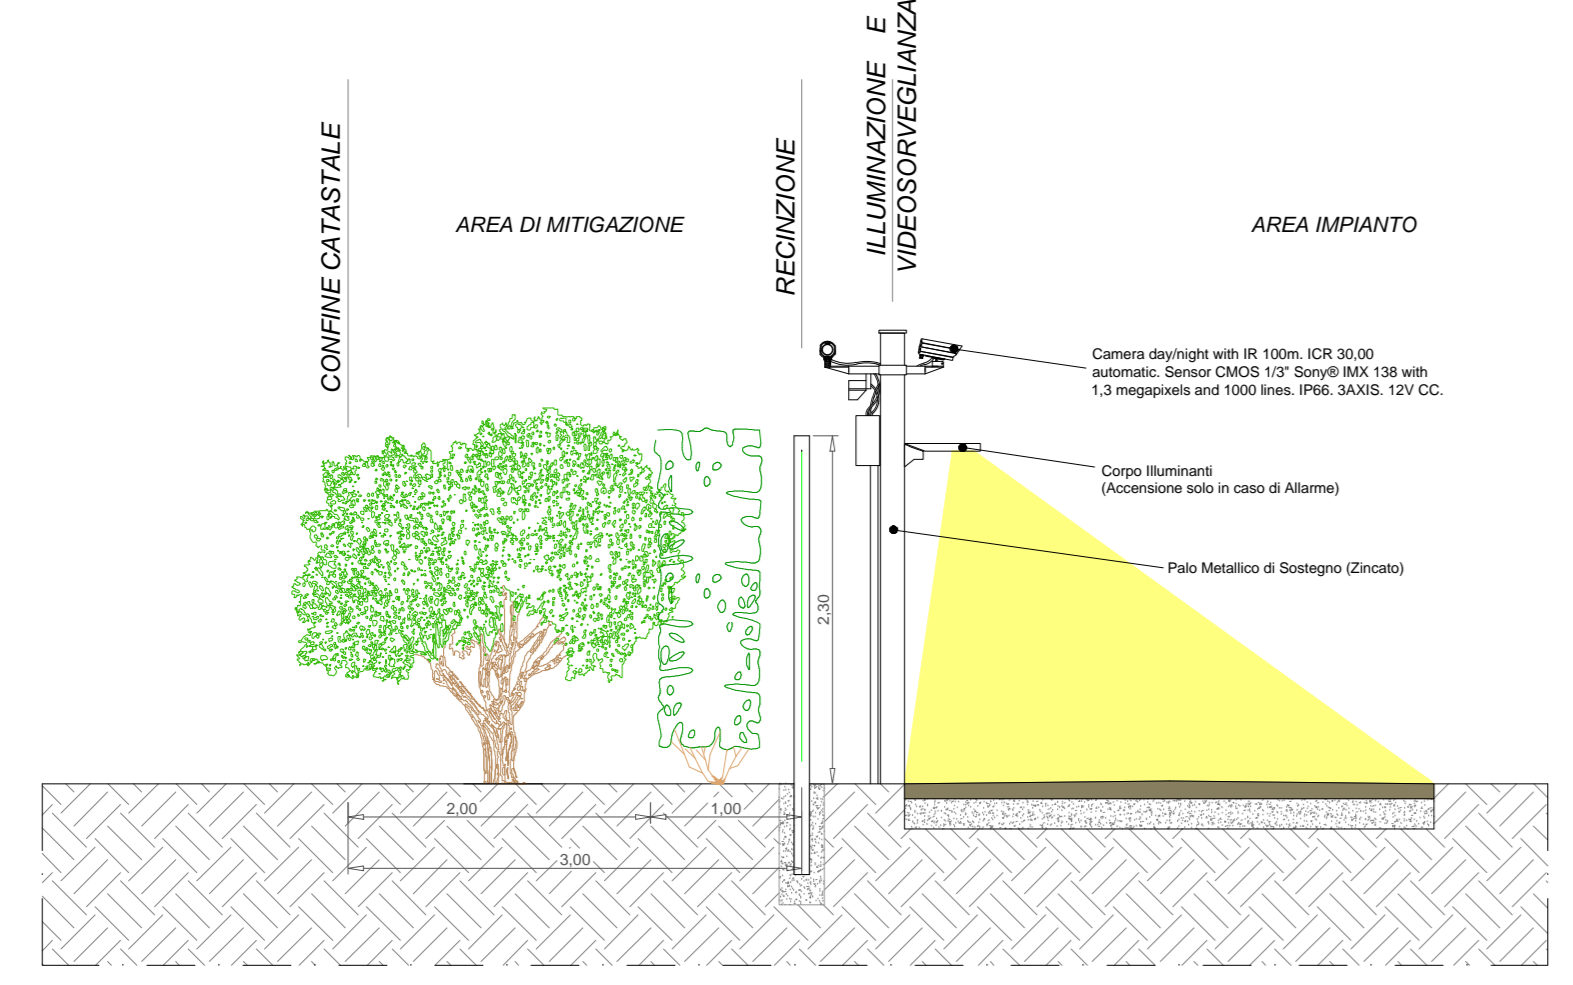 CONFINE CATASTALE
AREA DI MITIGAZIONE
RECINZIONE
ILLUMINAZIONE E
VIDEOSORVEGLIANZA
AREA IMPIANTO
Camera day/night with IR 100m. ICR 30,00
automatic. Sensor CMOS 1/3" Sony® IMX 138 with
1,3 megapixels and 1000 lines. IP66. 3AXIS. 12V CC.
Corpo Illuminanti
(Accensione solo in caso di Allarme)
Palo Metallico di Sostegno (Zincato)
2,30
2,00
1,00
3,00